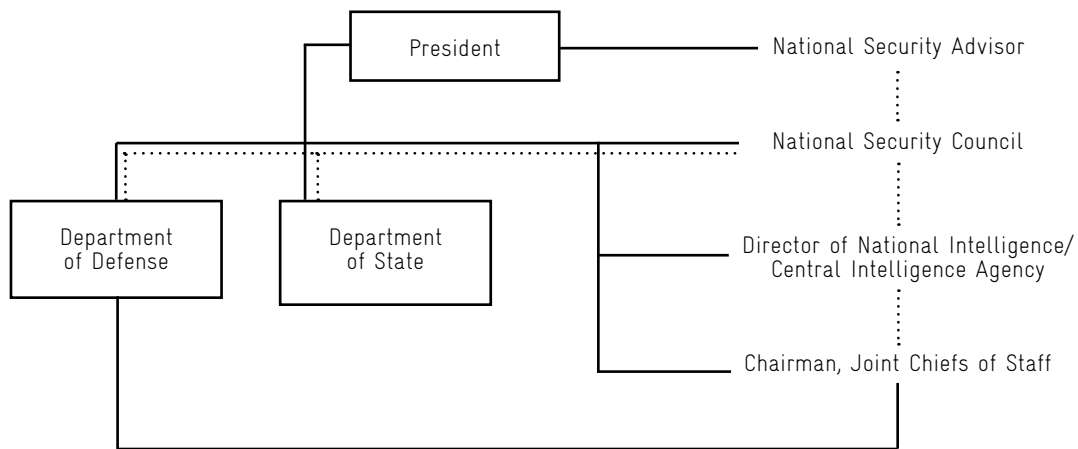 President
National Security Advisor
National Security Council
Department
of Defense
Department
of State
Director of National Intelligence/
Central Intelligence Agency
Chairman, Joint Chiefs of Staff